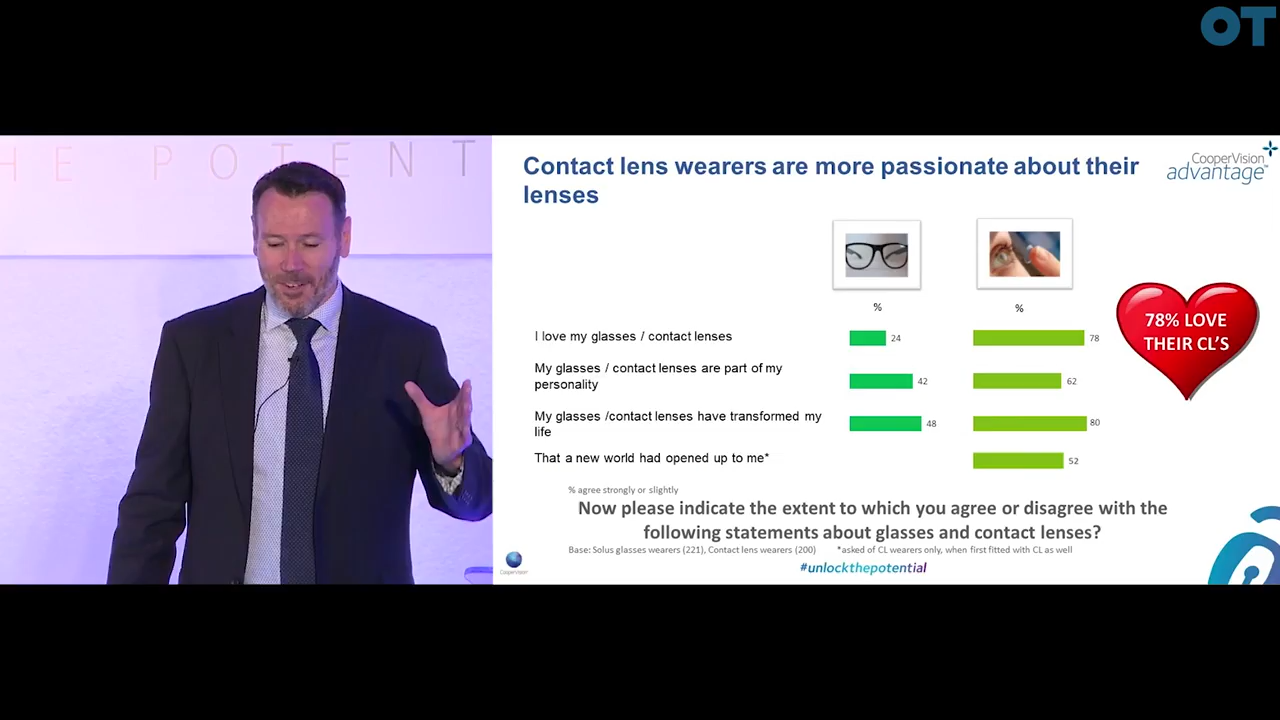 OT
HE POTENT
Contact lens wearers are more passionate about their
lenses
CooperVision
advantage™
%
%
I love my glasses / contact lenses
24
78
My glasses / contact lenses are part of my
personality
42
62
My glasses /contact lenses have transformed my
life
48
80
That a new world had opened up to me*
52
78% LOVE
THEIR CL'S
% agree strongly or slightly
Now please indicate the extent to which you agree or disagree with the
following statements about glasses and contact lenses?
Base: Solus glasses wearers (221), Contact lens wearers (200) *asked of CL wearers only, when first fitted with CL as well
CooperVision
#unlockthepotential